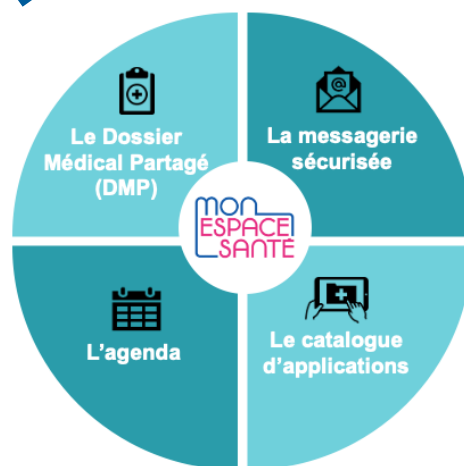 Le Dossier
Médical Partagé
(DMP)
@
La messagerie
sécurisée
MON
ESPACE
SANTÉ
L'agenda
Le catalogue
d'applications